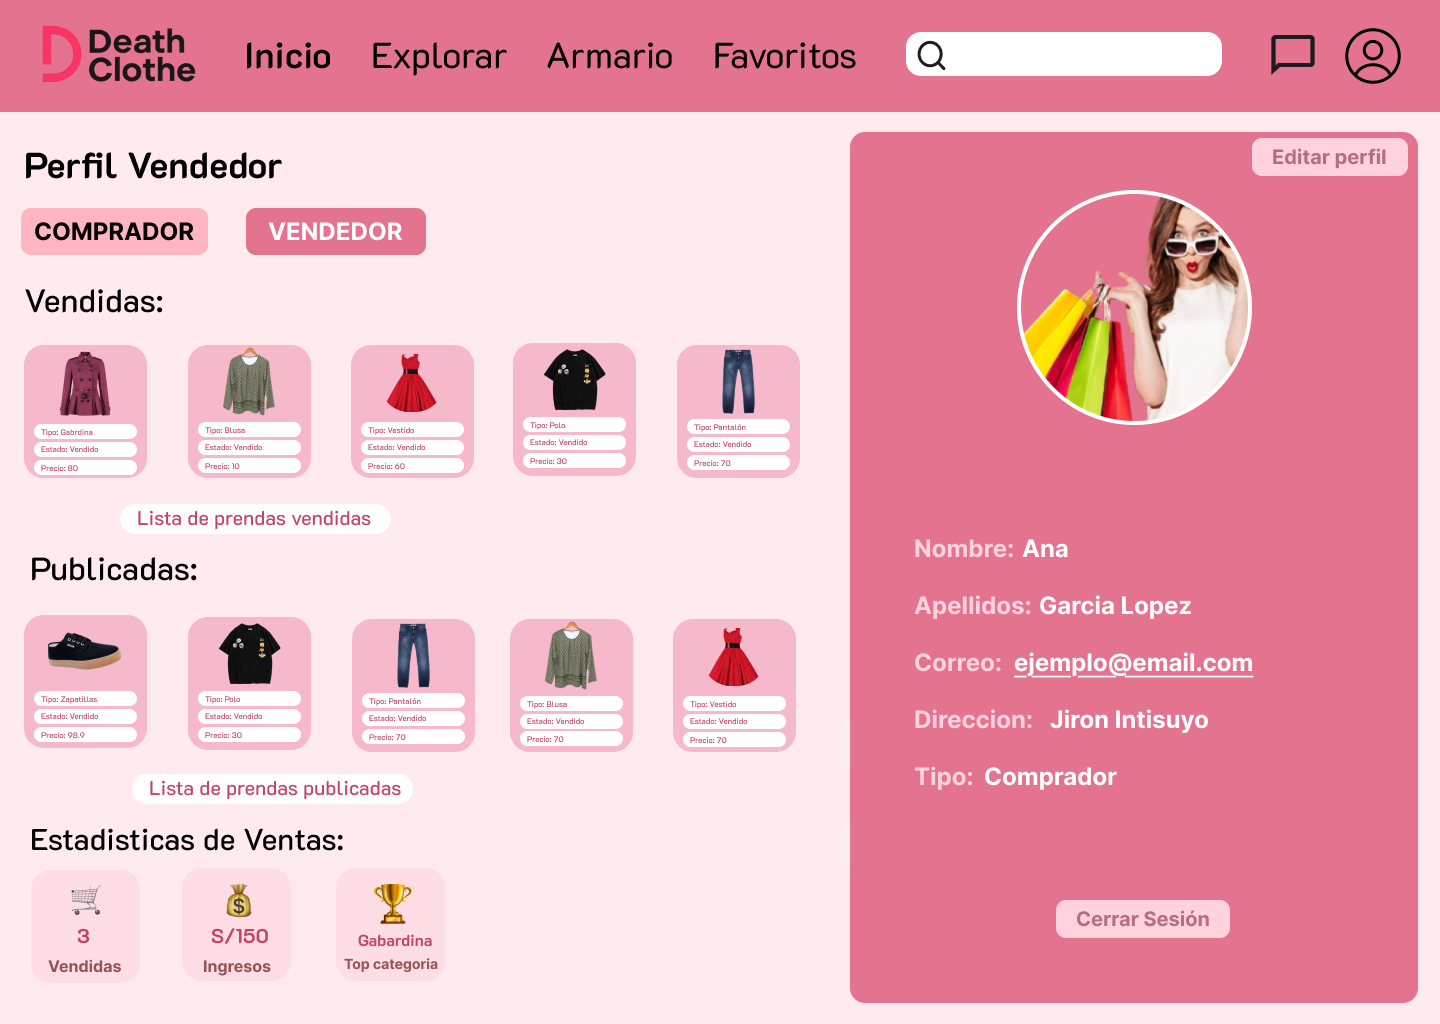 Death
Clothe
Inicio
Explorar
Armario
Favoritos
Perfil Vendedor
COMPRADOR
VENDEDOR
Vendidas:
Tipo: Gabrdina
Estado: Vendido
Precio: 80
Tipo: Blusa
Estado: Vendido
Precio: 10
Tipo: Vestido
Estado: Vendido
Precio: 60
Tipo: Polo
Estado: Vendido
Precio: 30
Tipo: Pantalón
Estado: Vendido
Precio: 70
Lista de prendas vendidas
Publicadas:
Tipo: Zapatillas
Estado: Vendido
Precio: 98.9
Tipo: Polo
Estado: Vendido
Precio: 30
Tipo: Pantalón
Estado: Vendido
Precio: 70
Tipo: Blusa
Estado: Vendido
Precio: 70
Tipo: Vestido
Estado: Vendido
Precio: 70
Lista de prendas publicadas
Estadisticas de Ventas:
3
Vendidas
S/150
Ingresos
Gabardina
Top categoria
Editar perfil
Nombre: Ana
Apellidos: Garcia Lopez
Correo: ejemplo@email.com
Direccion: Jiron Intisuyo
Tipo: Comprador
Cerrar Sesión